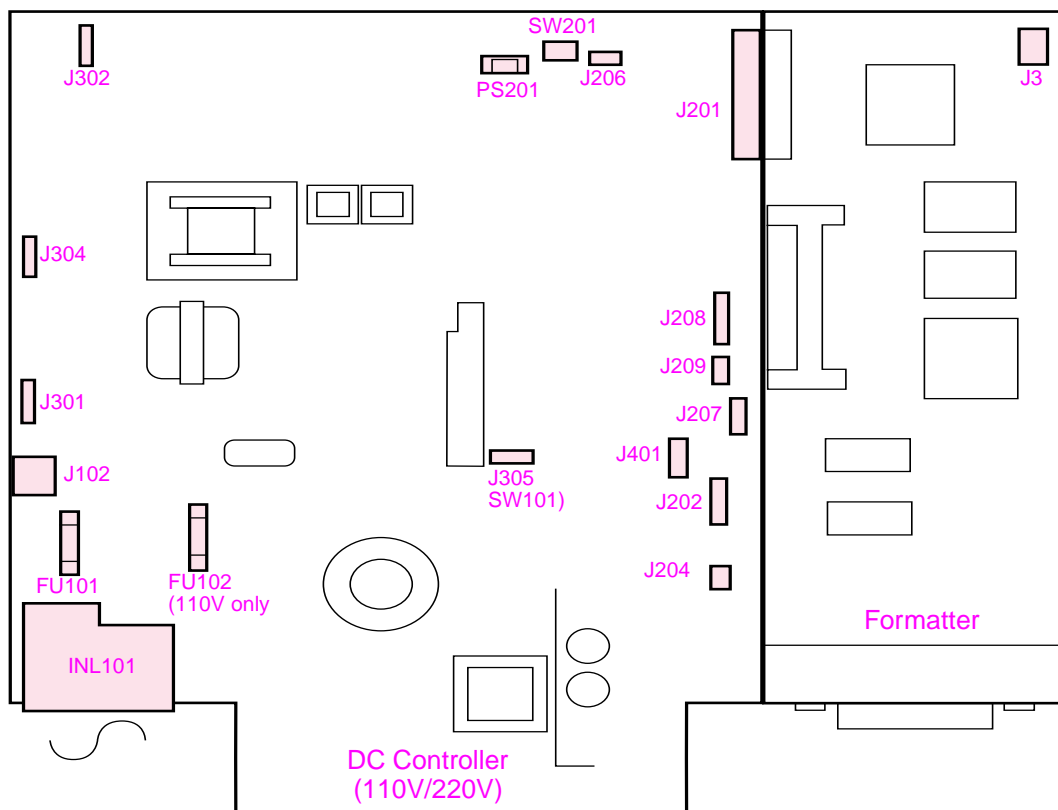 SW201
J302
PS201
J206
J3
J201
J304
J208
J209
J301
J207
J401
J102
J305
SW101)
J202
FU101
FU102
(110V only
J204
Formatter
INL101
DC Controller
(110V/220V)